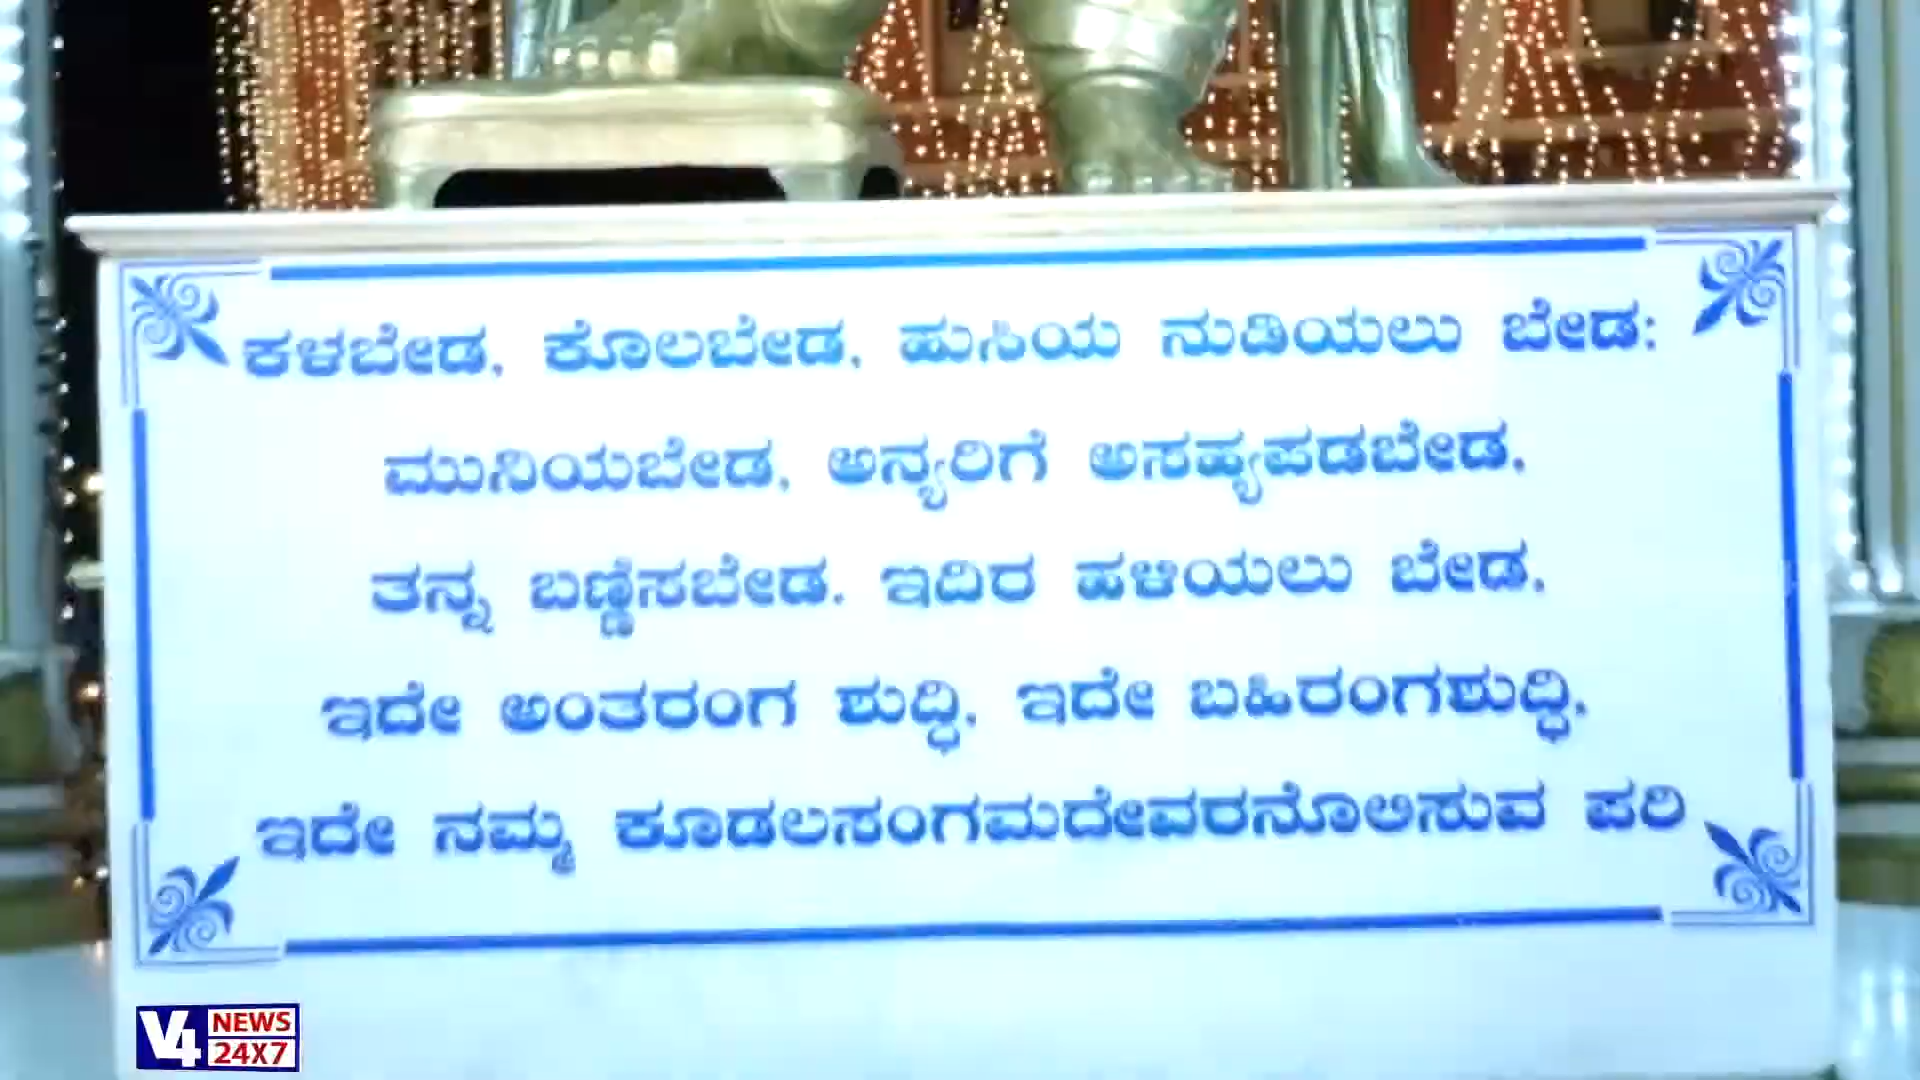 ಕಳಬೇಡ, ಕೊಲಬೇಡ, ಹುಸಿಯ ನುಡಿಯಲು ಬೇಡ;
ಮುನಿಯಬೇಡ, ಅನ್ಯರಿಗೆ ಅಸಹ್ಯಪಡಬೇಡ,
ತನ್ನ ಬಣ್ಣಿಸಬೇಡ. ಇದಿರ ಹಳಿಯಲು ಬೇಡ,
ಇದೇ ಅಂತರಂಗ ಶುದ್ಧಿ, ಇದೇ ಬಹಿರಂಗಶುದ್ಧಿ,
ಇದೇ ನಮ್ಮ ಕೂಡಲಸಂಗಮದೇವರನೊಲಿಸುವ ಪರಿ
V4 NEWS 24X7